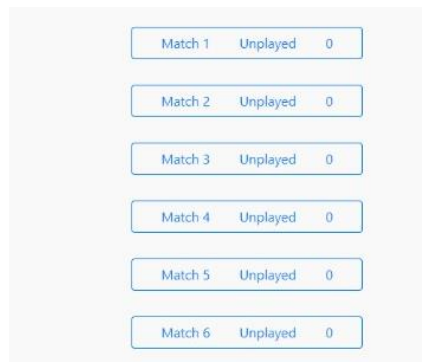 Match 1 Unplayed 0
Match 2 Unplayed 0
Match 3 Unplayed 0
Match 4 Unplayed 0
Match 5 Unplayed 0
Match 6 Unplayed 0